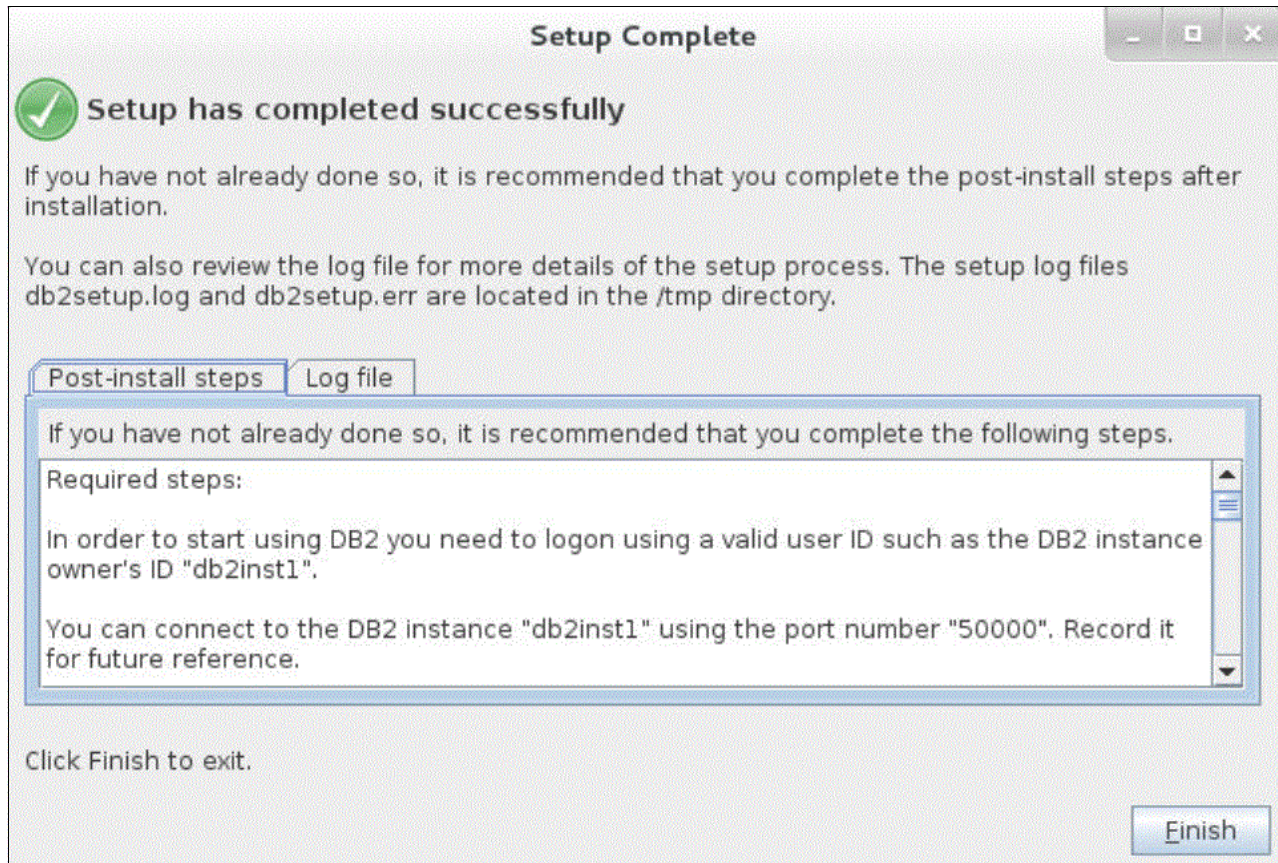 Setup Complete
Setup has completed successfully
If you have not already done so, it is recommended that you complete the post-install steps after
installation.
You can also review the log file for more details of the setup process. The setup log files
db2setup.log and db2setup.err are located in the /tmp directory.
Post-install steps
Log file
If you have not already done so, it is recommended that you complete the following steps.
Required steps:
In order to start using DB2 you need to logon using a valid user ID such as the DB2 instance
owner's ID "db2inst1".
You can connect to the DB2 instance "db2inst1" using the port number "50000". Record it
for future reference.
Click Finish to exit.
Finish